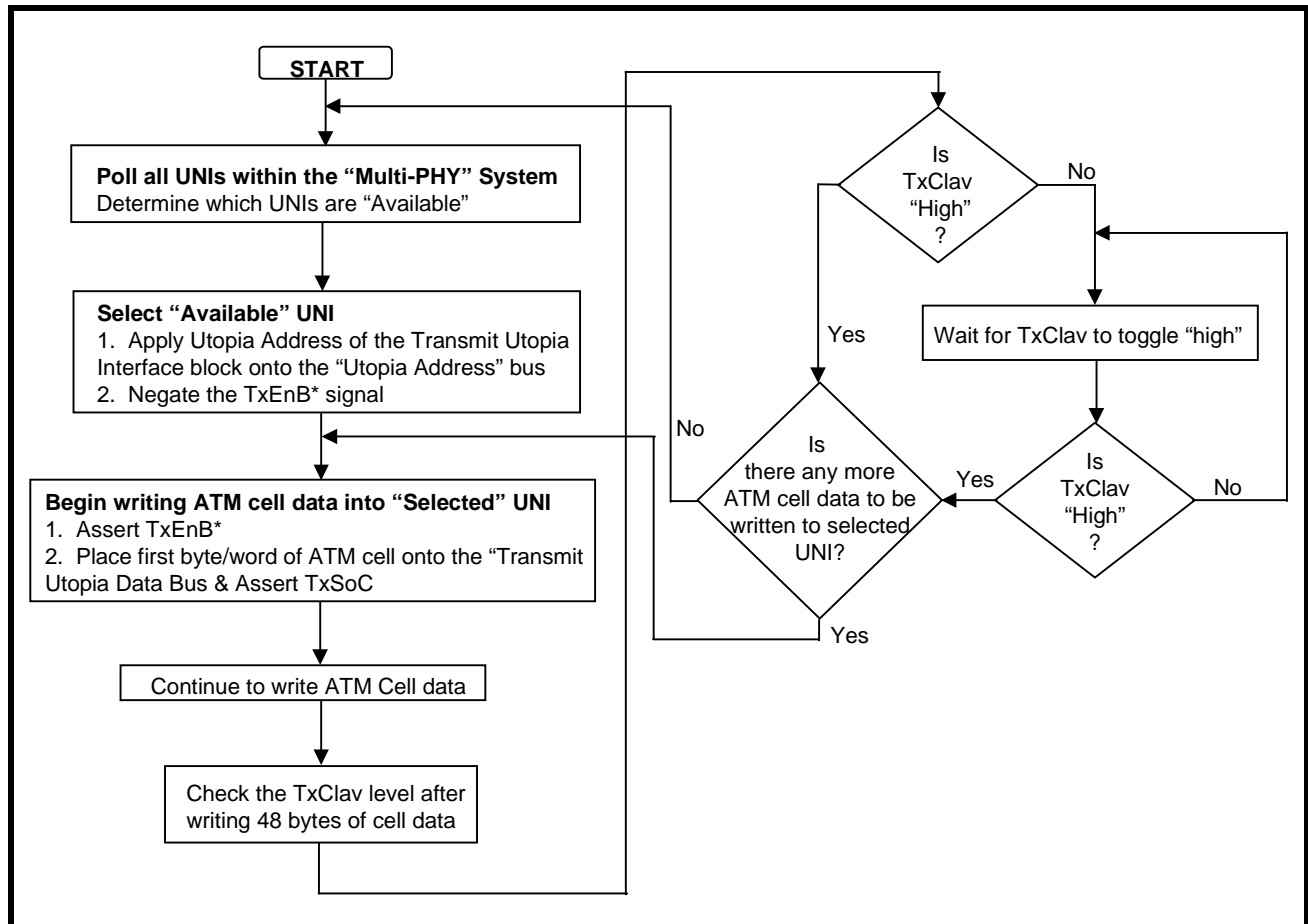 START
Poll all UNIs within the “Multi-PHY” System
Determine which UNIs are “Available”
Select “Available” UNI
1. Apply Utopia Address of the Transmit Utopia
Interface block onto the “Utopia Address” bus
2. Negate the TxEnB* signal
Begin writing ATM cell data into “Selected” UNI
1. Assert TxEnB*
2. Place first byte/word of ATM cell onto the “Transmit
Utopia Data Bus & Assert TxSoC
Continue to write ATM Cell data
Check the TxClav level after
writing 48 bytes of cell data
Is
TxClav
“High”
?
No
Yes
Wait for TxClav to toggle “high”
Is
TxClav
“High”
?
No
Yes
Is
there any more
ATM cell data to be
written to selected
UNI?
No
Yes